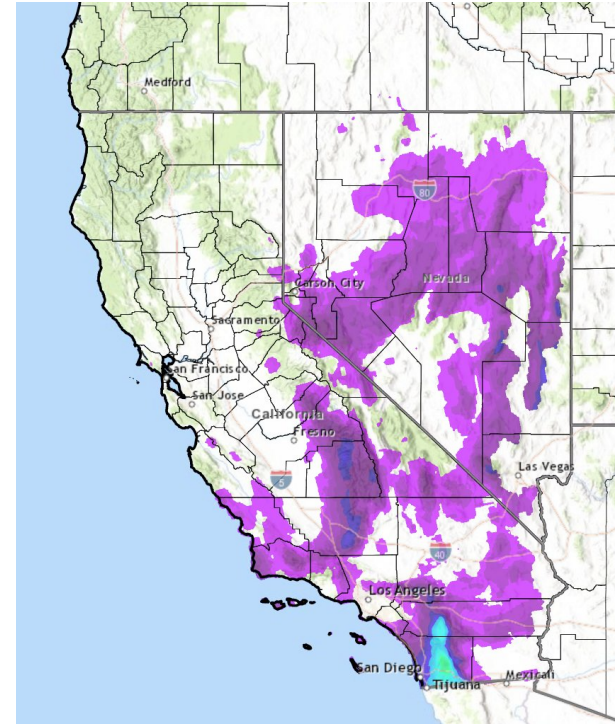 Medford
80
Carson City
Nevada
Sacramento
San Francisco
San Jose
California
Fresno
5
Las Vegas
40
Los Angeles
San Diego
Tijuana
Mexicali